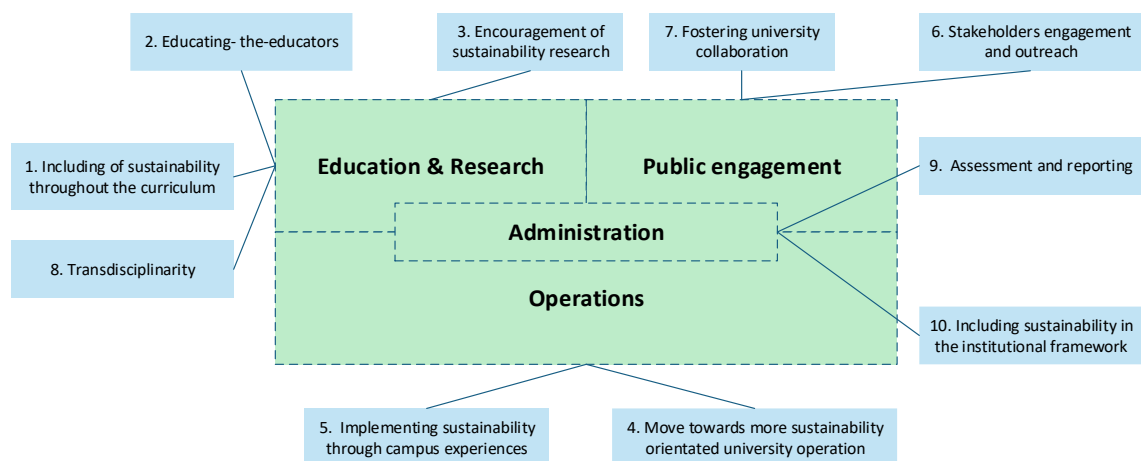 2. Educating- the-educators
3. Encouragement of
sustainability research
7. Fostering university
collaboration
6. Stakeholders engagement
and outreach
1. Including of sustainability
throughout the curriculum
Education & Research
Public engagement
9. Assessment and reporting
Administration
8. Transdisciplinarity
Operations
10. Including sustainability in
the institutional framework
5. Implementing sustainability
through campus experiences
4. Move towards more sustainability
orientated university operation